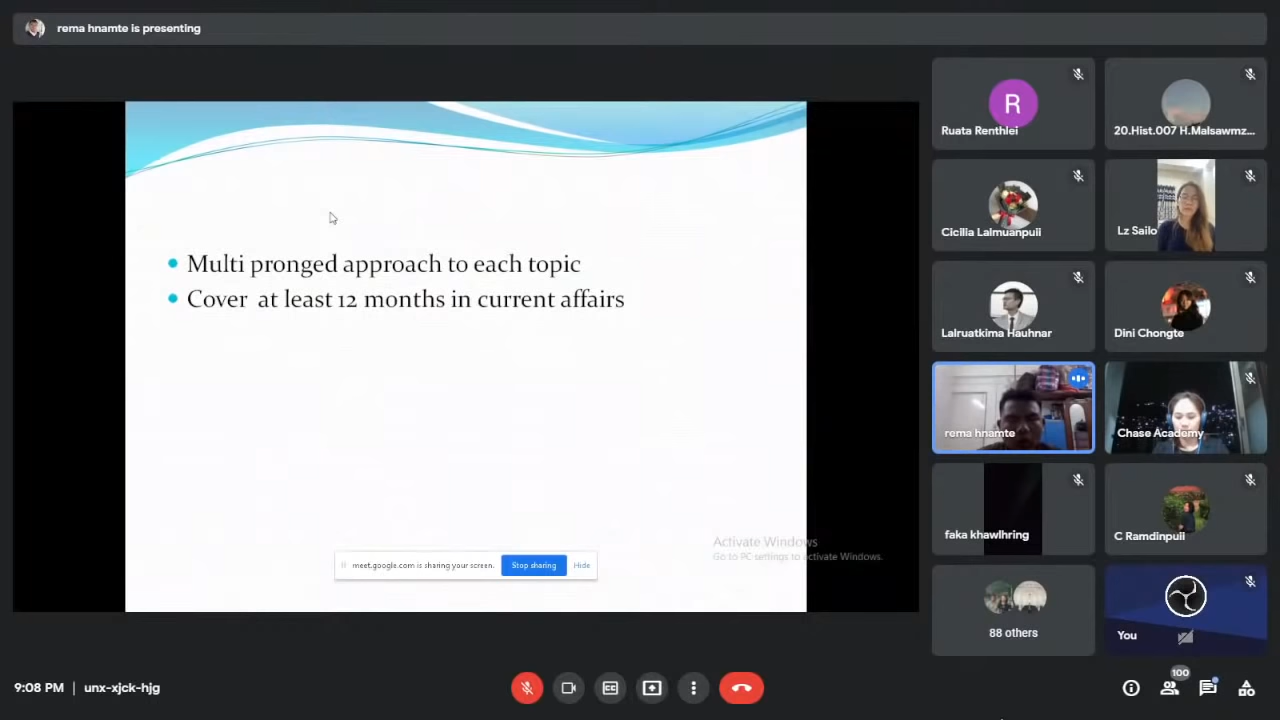 rema hnamte is presenting
Multi pronged approach to each topic
Cover at least 12 months in current affairs
Activate Windows
Go to PC settings to activate Windows.
meet.google.com is sharing your screen.
Stop sharing
Hide
R
Ruata Renthlei
20.Hist.007 H.Malsawmz...
Cicilia Lalmuanpuii
Lz Sailo
Lalruatkima Hauhnar
Dini Chongte
rema hnamte
Chase Academy
faka khawlhring
C Ramdinpuii
88 others
You
9:08 PM | unx-xjck-hjg
CC
100